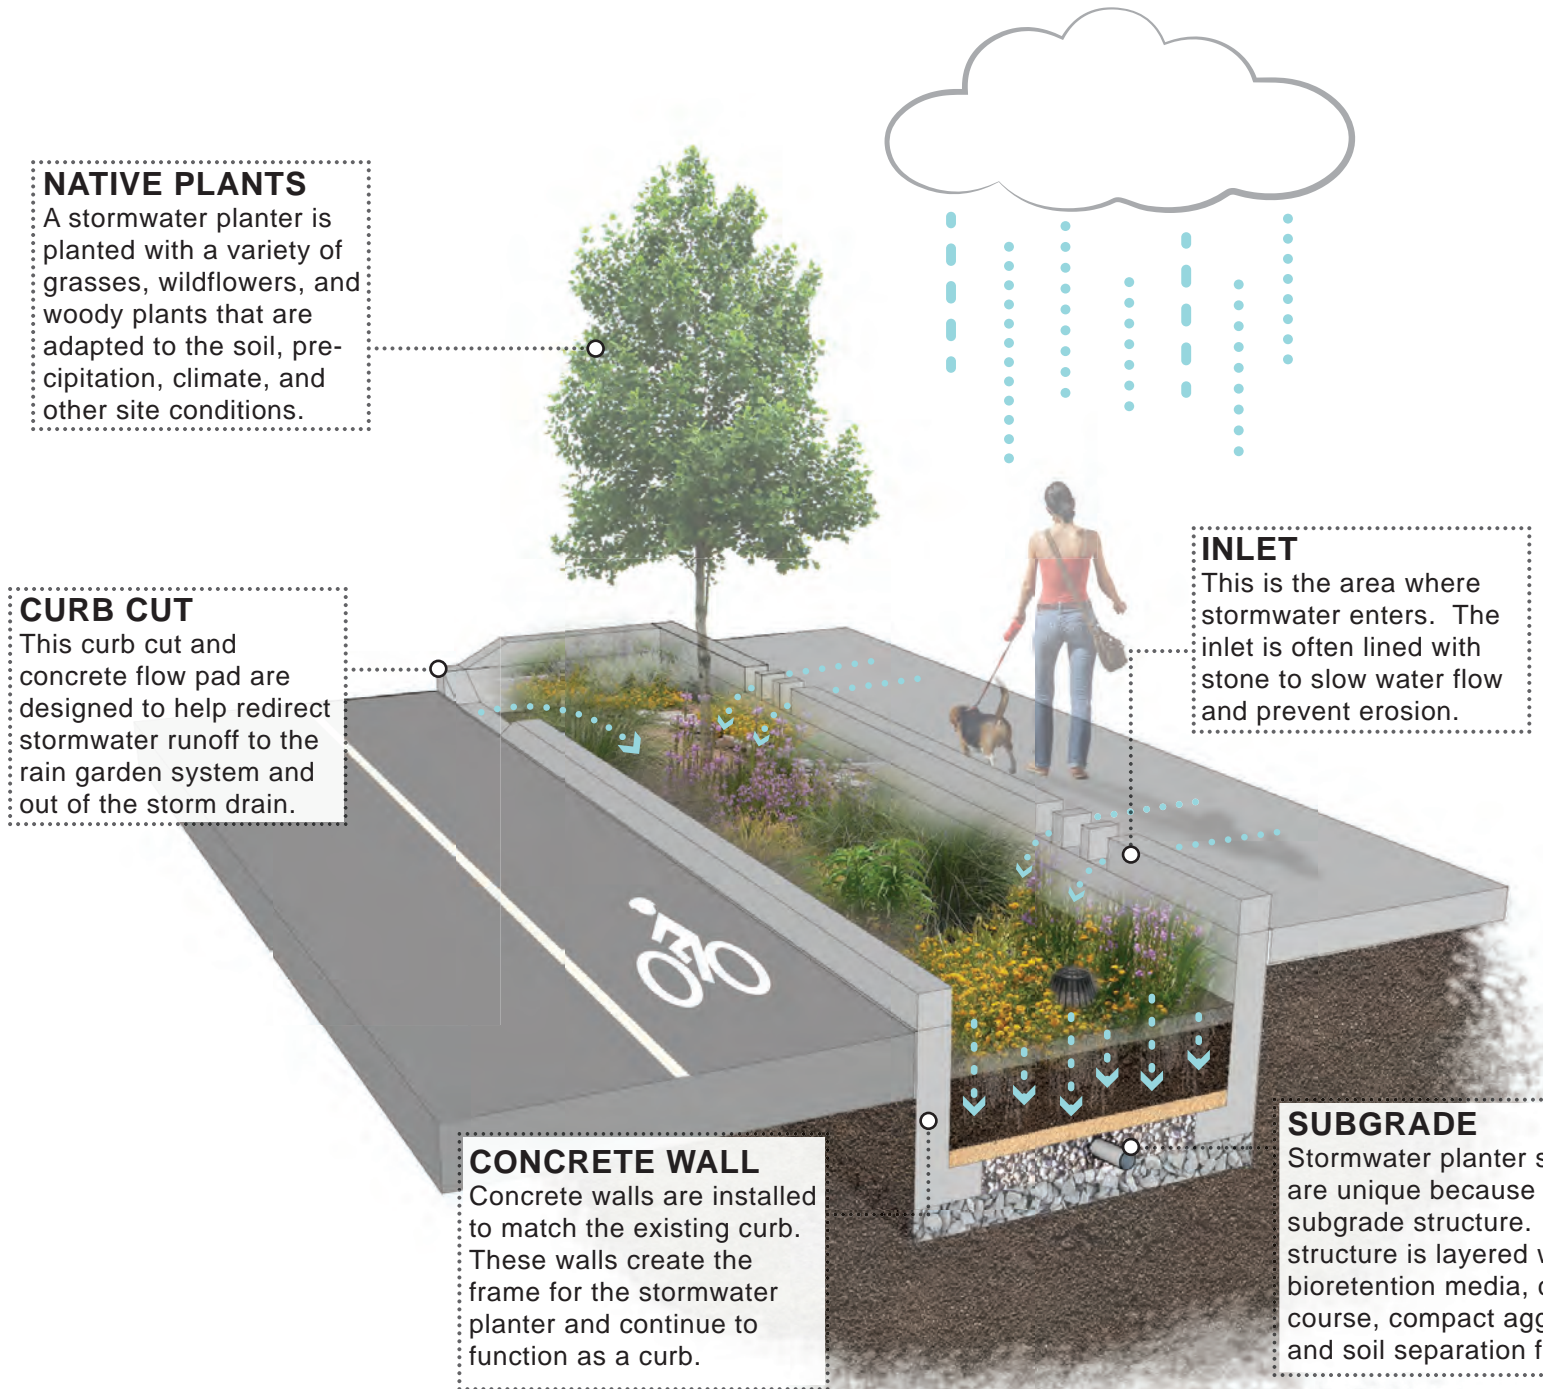 NATIVE PLANTS
A stormwater planter is
planted with a variety of
grasses, wildflowers, and
woody plants that are
adapted to the soil, pre-
cipitation, climate, and
other site conditions.
CURB CUT
This curb cut and
concrete flow pad are
designed to help redirect
stormwater runoff to the
rain garden system and
out of the storm drain.
INLET
This is the area where
stormwater enters.  The
inlet is often lined with
stone to slow water flow
and prevent erosion.
CONCRETE WALL
Concrete walls are installed
to match the existing curb.
These walls create the
frame for the stormwater
planter and continue to
function as a curb.
SUBGRADE
Stormwater planter
are unique because
subgrade structure.
structure is layered
bioretention media,
course, compact
and soil separation